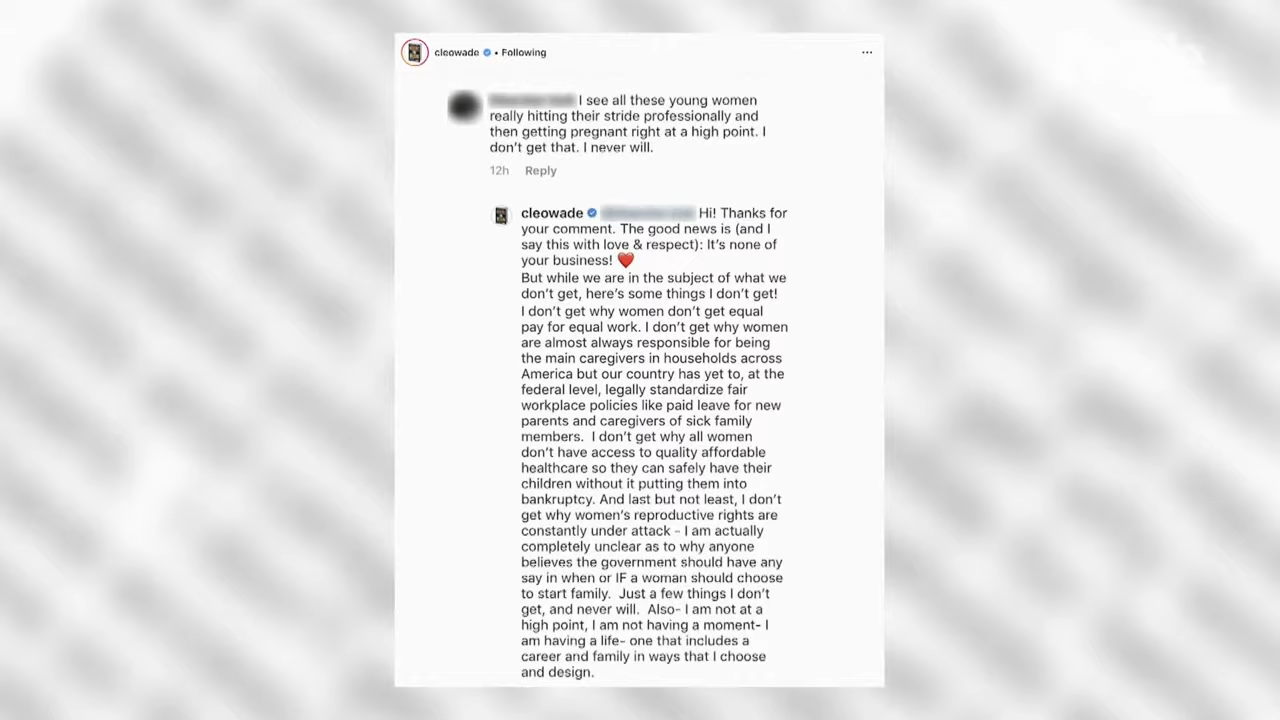 cleowade • Following
I see all these young women
really hitting their stride professionally and
then getting pregnant right at a high point. I
don't get that. I never will.
12h Reply
cleowade Hi! Thanks for
your comment. The good news is (and I
say this with love & respect): It's none of
your business! ❤️
But while we are in the subject of what we
don't get, here's some things I don't get!
I don't get why women don't get equal
pay for equal work. I don't get why women
are almost always responsible for being
the main caregivers in households across
America but our country has yet to, at the
federal level, legally standardize fair
workplace policies like paid leave for new
parents and caregivers of sick family
members. I don't get why all women
don't have access to quality affordable
healthcare so they can safely have their
children without it putting them into
bankruptcy. And last but not least, I don't
get why women's reproductive rights are
constantly under attack - I am actually
completely unclear as to why anyone
believes the government should have any
say in when or IF a woman should choose
to start family. Just a few things I don't
get, and never will. Also- I am not at a
high point, I am not having a moment- I
am having a life- one that includes a
career and family in ways that I choose
and design.